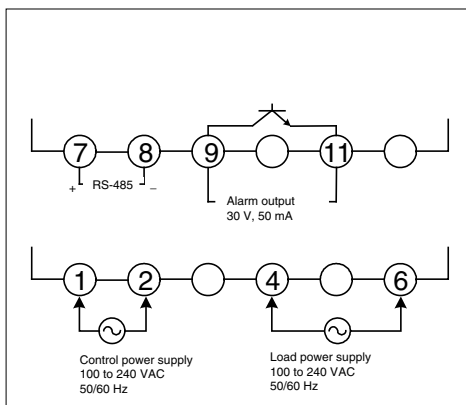 7 8 9 11
+ RS-485 −
Alarm output
30 V, 50 mA
1 2 4 6
Control power supply
100 to 240 VAC
50/60 Hz
Load power supply
100 to 240 VAC
50/60 Hz